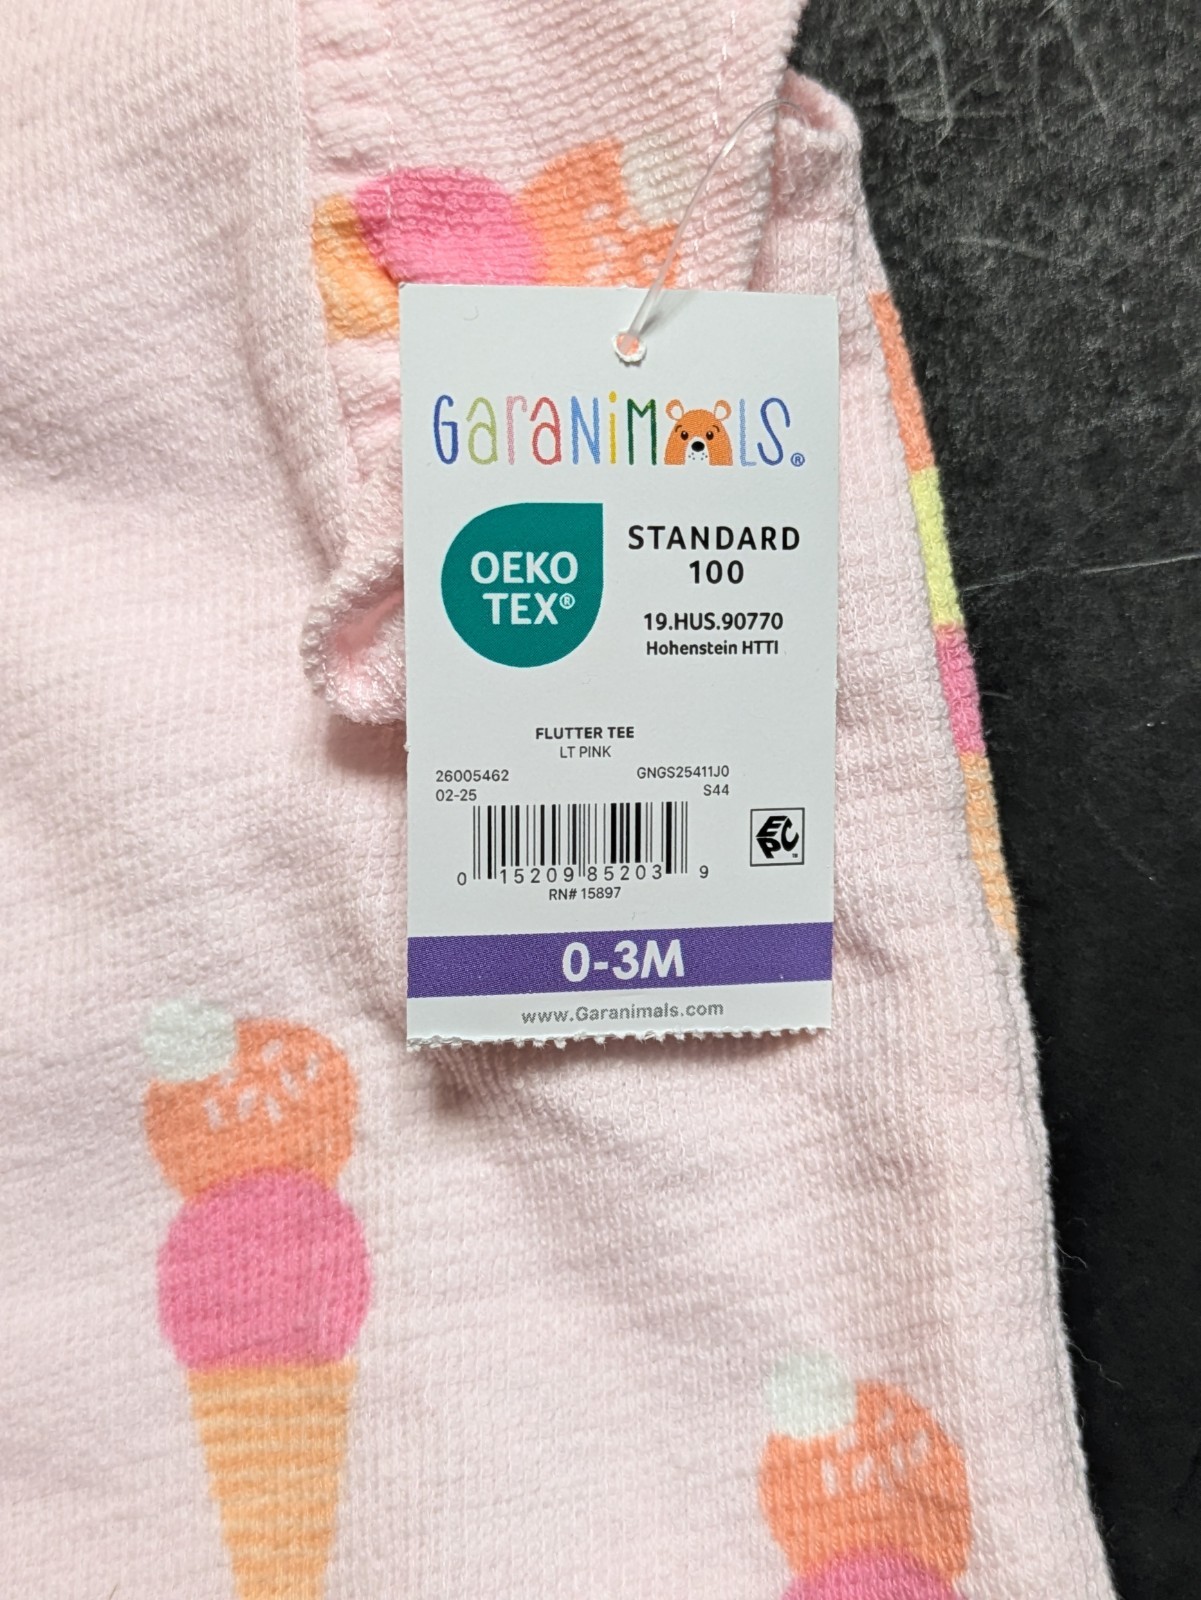 GaraNiMALS®
OEKO
TEX®
STANDARD
100
19.HUS.90770
Hohenstein HTTI
FLUTTER TEE
LT PINK
26005462 GNGS25411J0
02-25 S44
EPC™
0 15209 85203 9
RN# 15897
0-3M
www.Garanimals.com